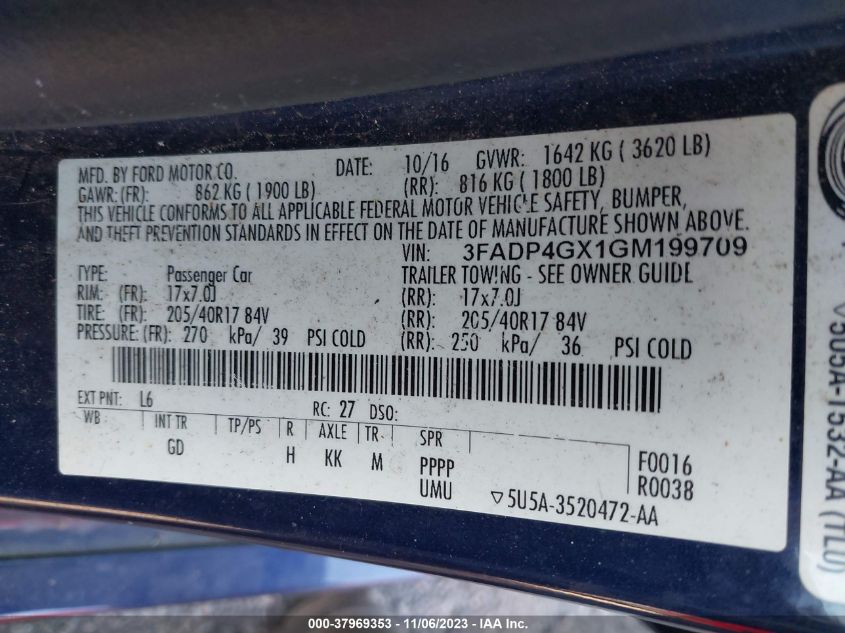 MFD. BY FORD MOTOR CO. DATE: 10/16 GVWR: 1642 KG ( 3620 LB)
GAWR: (FR): 862 KG ( 1900 LB) (RR): 816 KG ( 1800 LB)
THIS VEHICLE CONFORMS TO ALL APPLICABLE FEDERAL MOTOR VEHICLE SAFETY, BUMPER,
AND THEFT PREVENTION STANDARDS IN EFFECT ON THE DATE OF MANUFACTURE SHOWN ABOVE.
VIN: 3FADP4GX1GM199709
TYPE: Passenger Car TRAILER TOWING - SEE OWNER GUIDE
RIM: (FR): 17x7.0J (RR): 17x7.0J
TIRE: (FR): 205/40R17 84V (RR): 205/40R17 84V
PRESSURE: (FR): 270 kPa/ 39 PSI COLD (RR): 250 kPa/ 36 PSI COLD
EXT PNT: L6 RC: 27 DSO:
WB INT TR TP/PS R AXLE TR SPR
GD H KK M PPPP F0016
UMU R0038
▽5U5A-3520472-AA
▽5U5A-1532-AA (TL0)
000-37969353 - 11/06/2023 - IAA Inc.